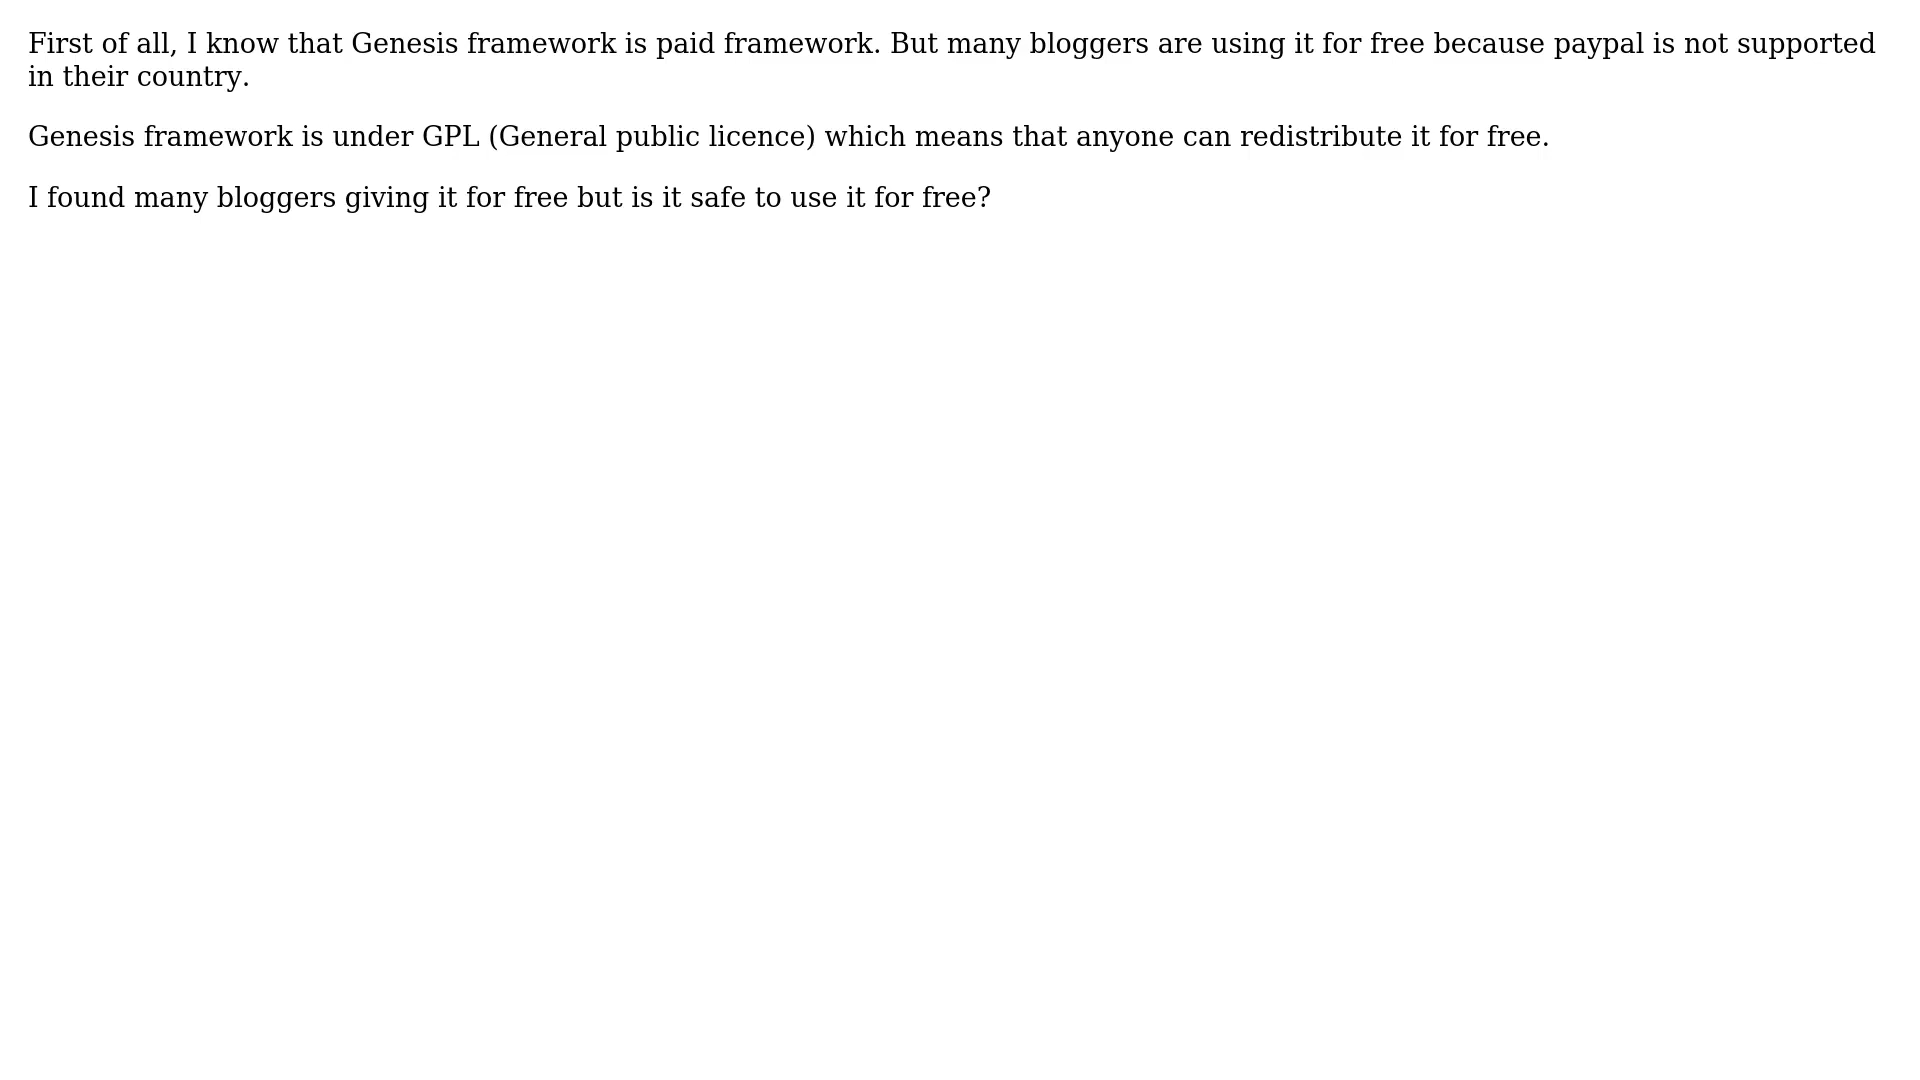 First of all, I know that Genesis framework is paid framework. But many bloggers are using it for free because paypal is not supported
in their country.
Genesis framework is under GPL (General public licence) which means that anyone can redistribute it for free.
I found many bloggers giving it for free but is it safe to use it for free?